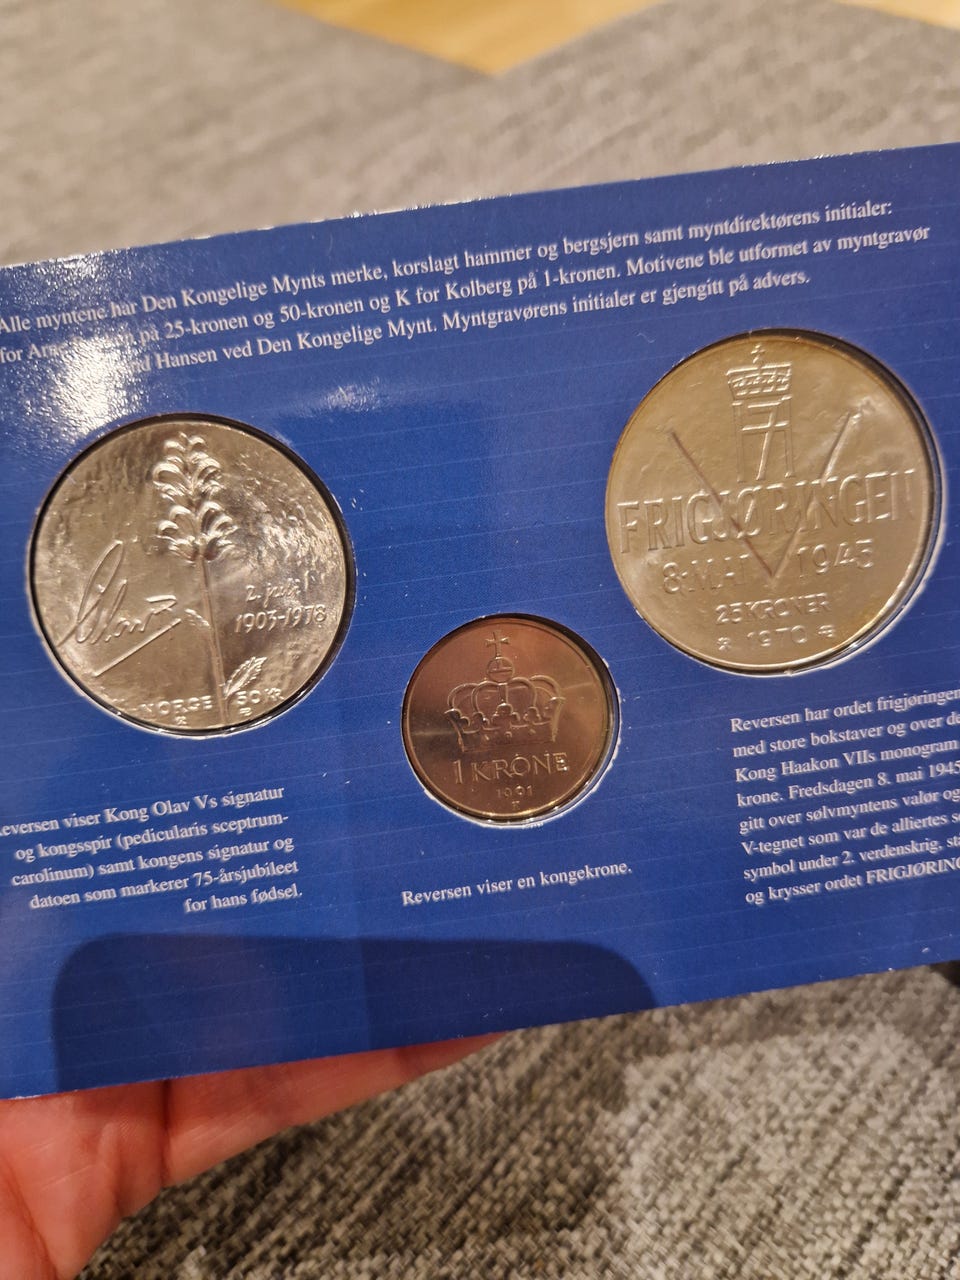 Alle myntene har Den Kongelige Mynts merke, korslagt hammer og bergsjern samt myntdirektørens initialer:
for på 25-kronen og 50-kronen og K for Kolberg på 1-kronen. Motivene ble utformet av myntgravør
Hansen ved Den Kongelige Mynt. Myntgravørens initialer er gjengitt på advers.
Olav
2. juli
1903-1978
NORGE 50 KR
B
7
FRIGJØRINGEN
8·MAI 1945
25 KRONER
1970 B
1 KRONE
1991
K
Reversen viser Kong Olav Vs signatur
og kongsspir (pedicularis sceptrum-
carolinum) samt kongens signatur og
datoen som markerer 75-årsjubileet
for hans fødsel.
Reversen viser en kongekrone.
Reversen har ordet frigjøringen
med store bokstaver og over de
Kong Haakon VIIs monogram
krone. Fredsdagen 8. mai 1945
gitt over sølvmyntens valør og
V-tegnet som var de alliertes s
symbol under 2. verdenskrig, st
og krysser ordet FRIGJØRING